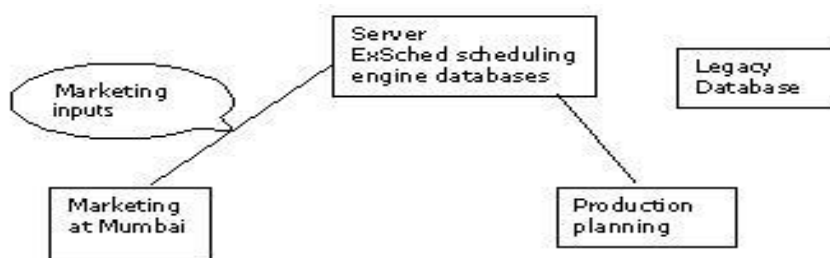 Server
ExSched scheduling
engine databases
Legacy
Database
Marketing
inputs
Marketing
at Mumbai
Production
planning